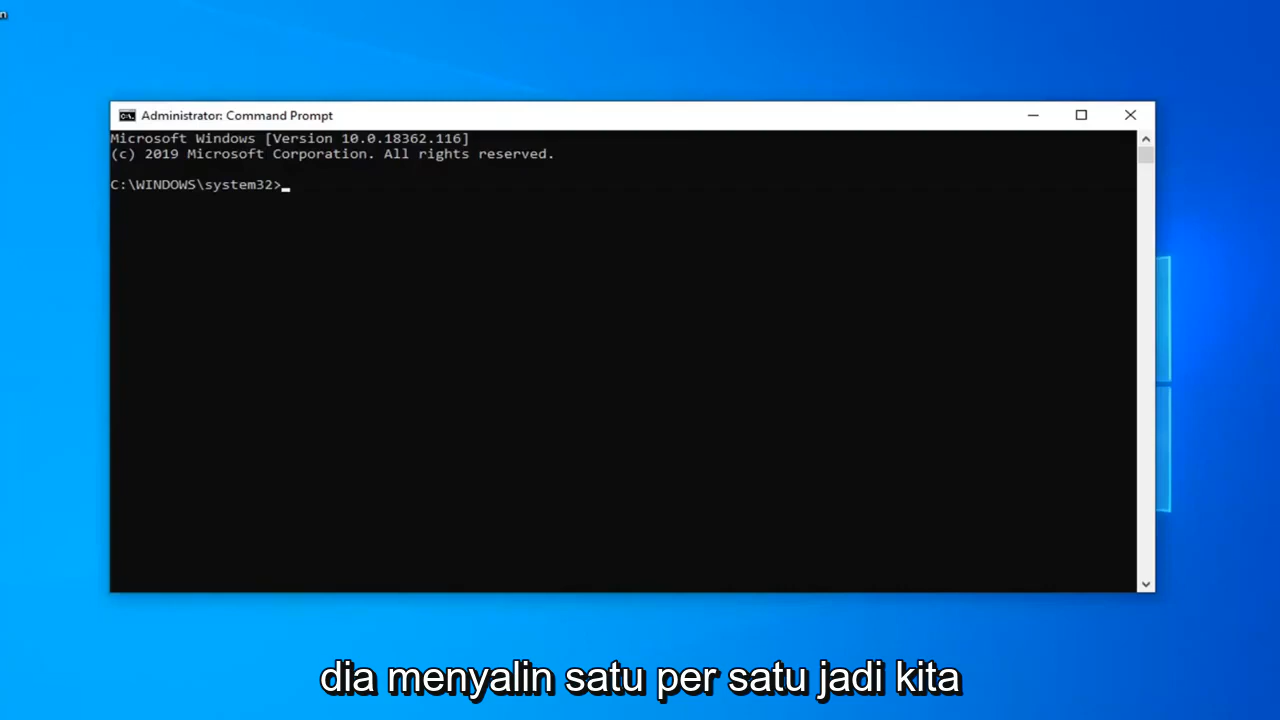 Administrator: Command Prompt
Microsoft Windows [Version 10.0.18362.116]
(c) 2019 Microsoft Corporation. All rights reserved.
C:\WINDOWS\system32>
dia menyalin satu per satu jadi kita